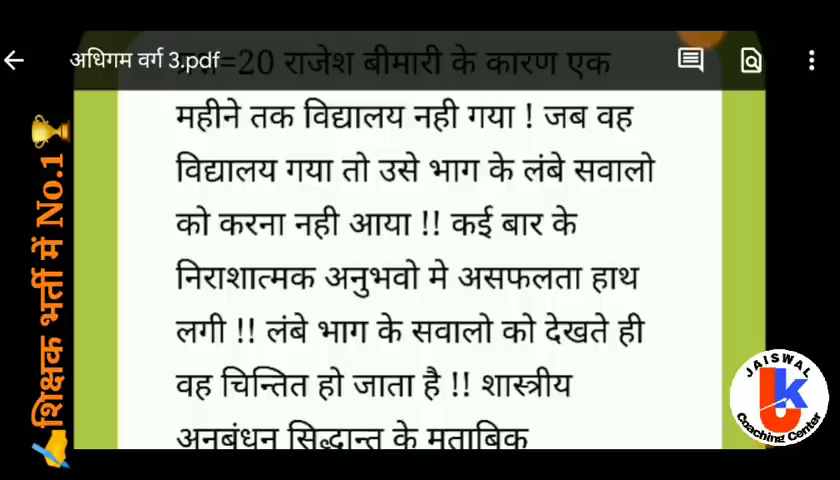 अधिगम वर्ग 3.pdf
प्रश्न=20 राजेश बीमारी के कारण एक
महीने तक विद्यालय नही गया ! जब वह
विद्यालय गया तो उसे भाग के लंबे सवालो
को करना नही आया !! कई बार के
निराशात्मक अनुभवो मे असफलता हाथ
लगी !! लंबे भाग के सवालो को देखते ही
वह चिन्तित हो जाता है !! शास्त्रीय
अनुबंधन सिद्धान्त के मुताबिक
शिक्षक भर्ती में No.1
JAISWAL
k
Coaching Center